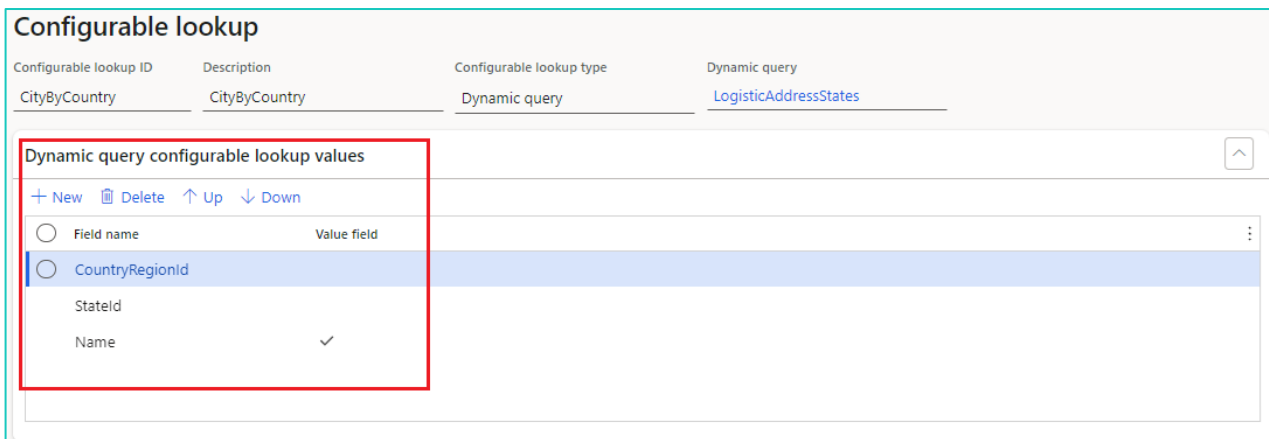 Configurable lookup
Configurable lookup ID Description Configurable lookup type Dynamic query
CityByCountry CityByCountry Dynamic query LogisticAddressStates
Dynamic query configurable lookup values
New Delete Up Down
Field name Value field
CountryRegionId
StateId
Name